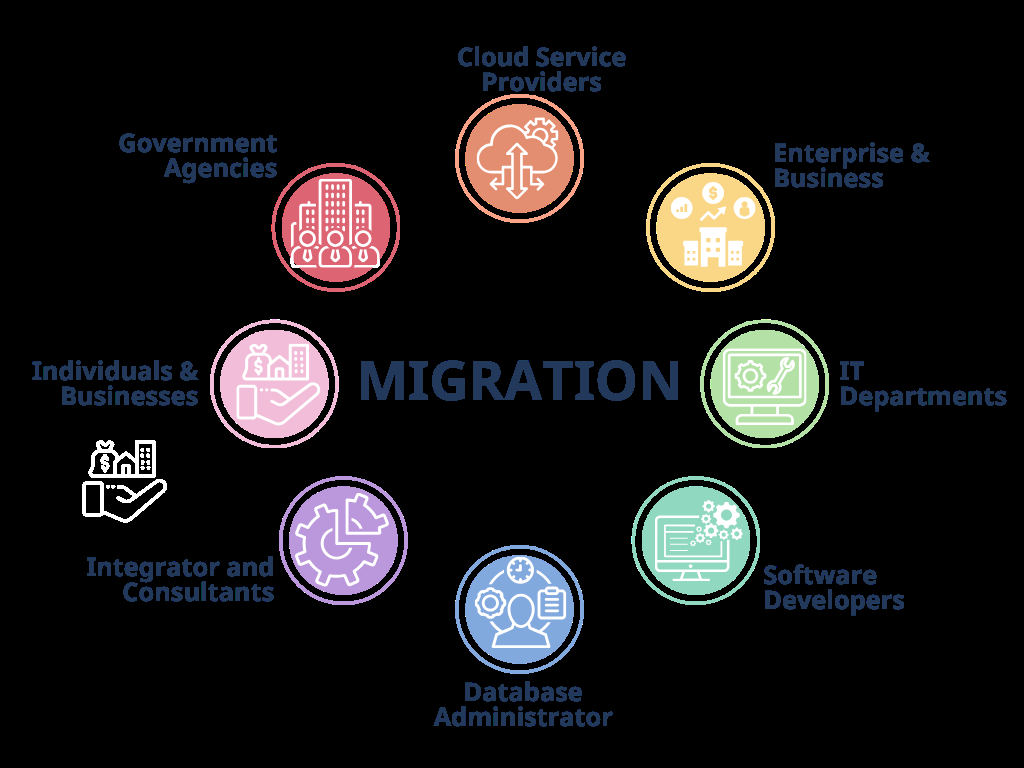 Cloud Service
Providers
Government
Agencies
Enterprise &
Business
Individuals &
Businesses
MIGRATION
IT
Departments
Integrator and
Consultants
Software
Developers
Database
Administrator